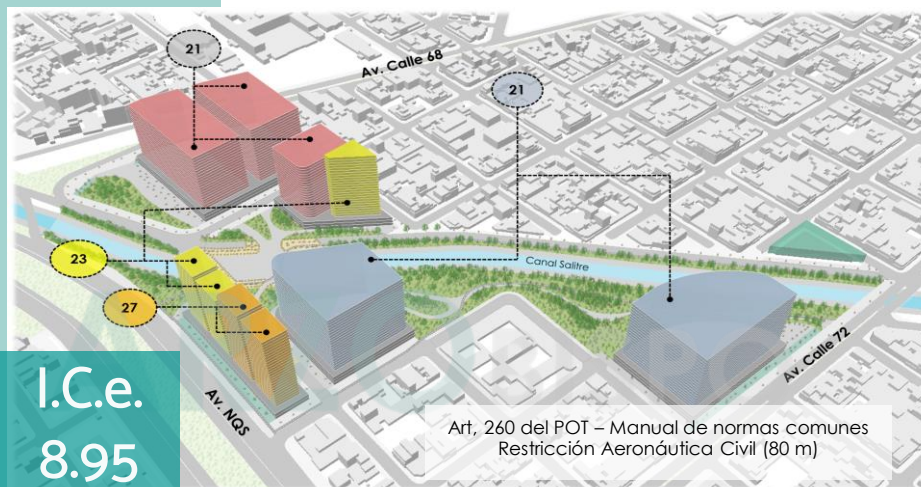 21
Av. Calle 68
21
Canal Salitre
23
27
Av. Calle 72
Av. NQS
I.C.e.
8.95
Art, 260 del POT – Manual de normas comunes
Restricción Aeronáutica Civil (80 m)